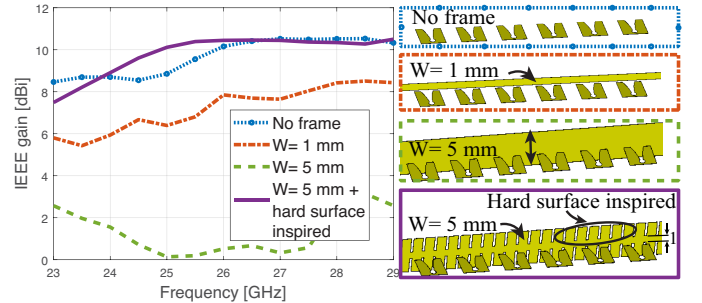 12
10
8
6
4
2
0
IEEE gain [dBi]
23
24
25
26
27
28
29
Frequency [GHz]
No frame
W= 1 mm
W= 5 mm
W= 5 mm +
hard surface
inspired
No frame
W= 1 mm
W= 5 mm
Hard surface inspired
W= 5 mm
1